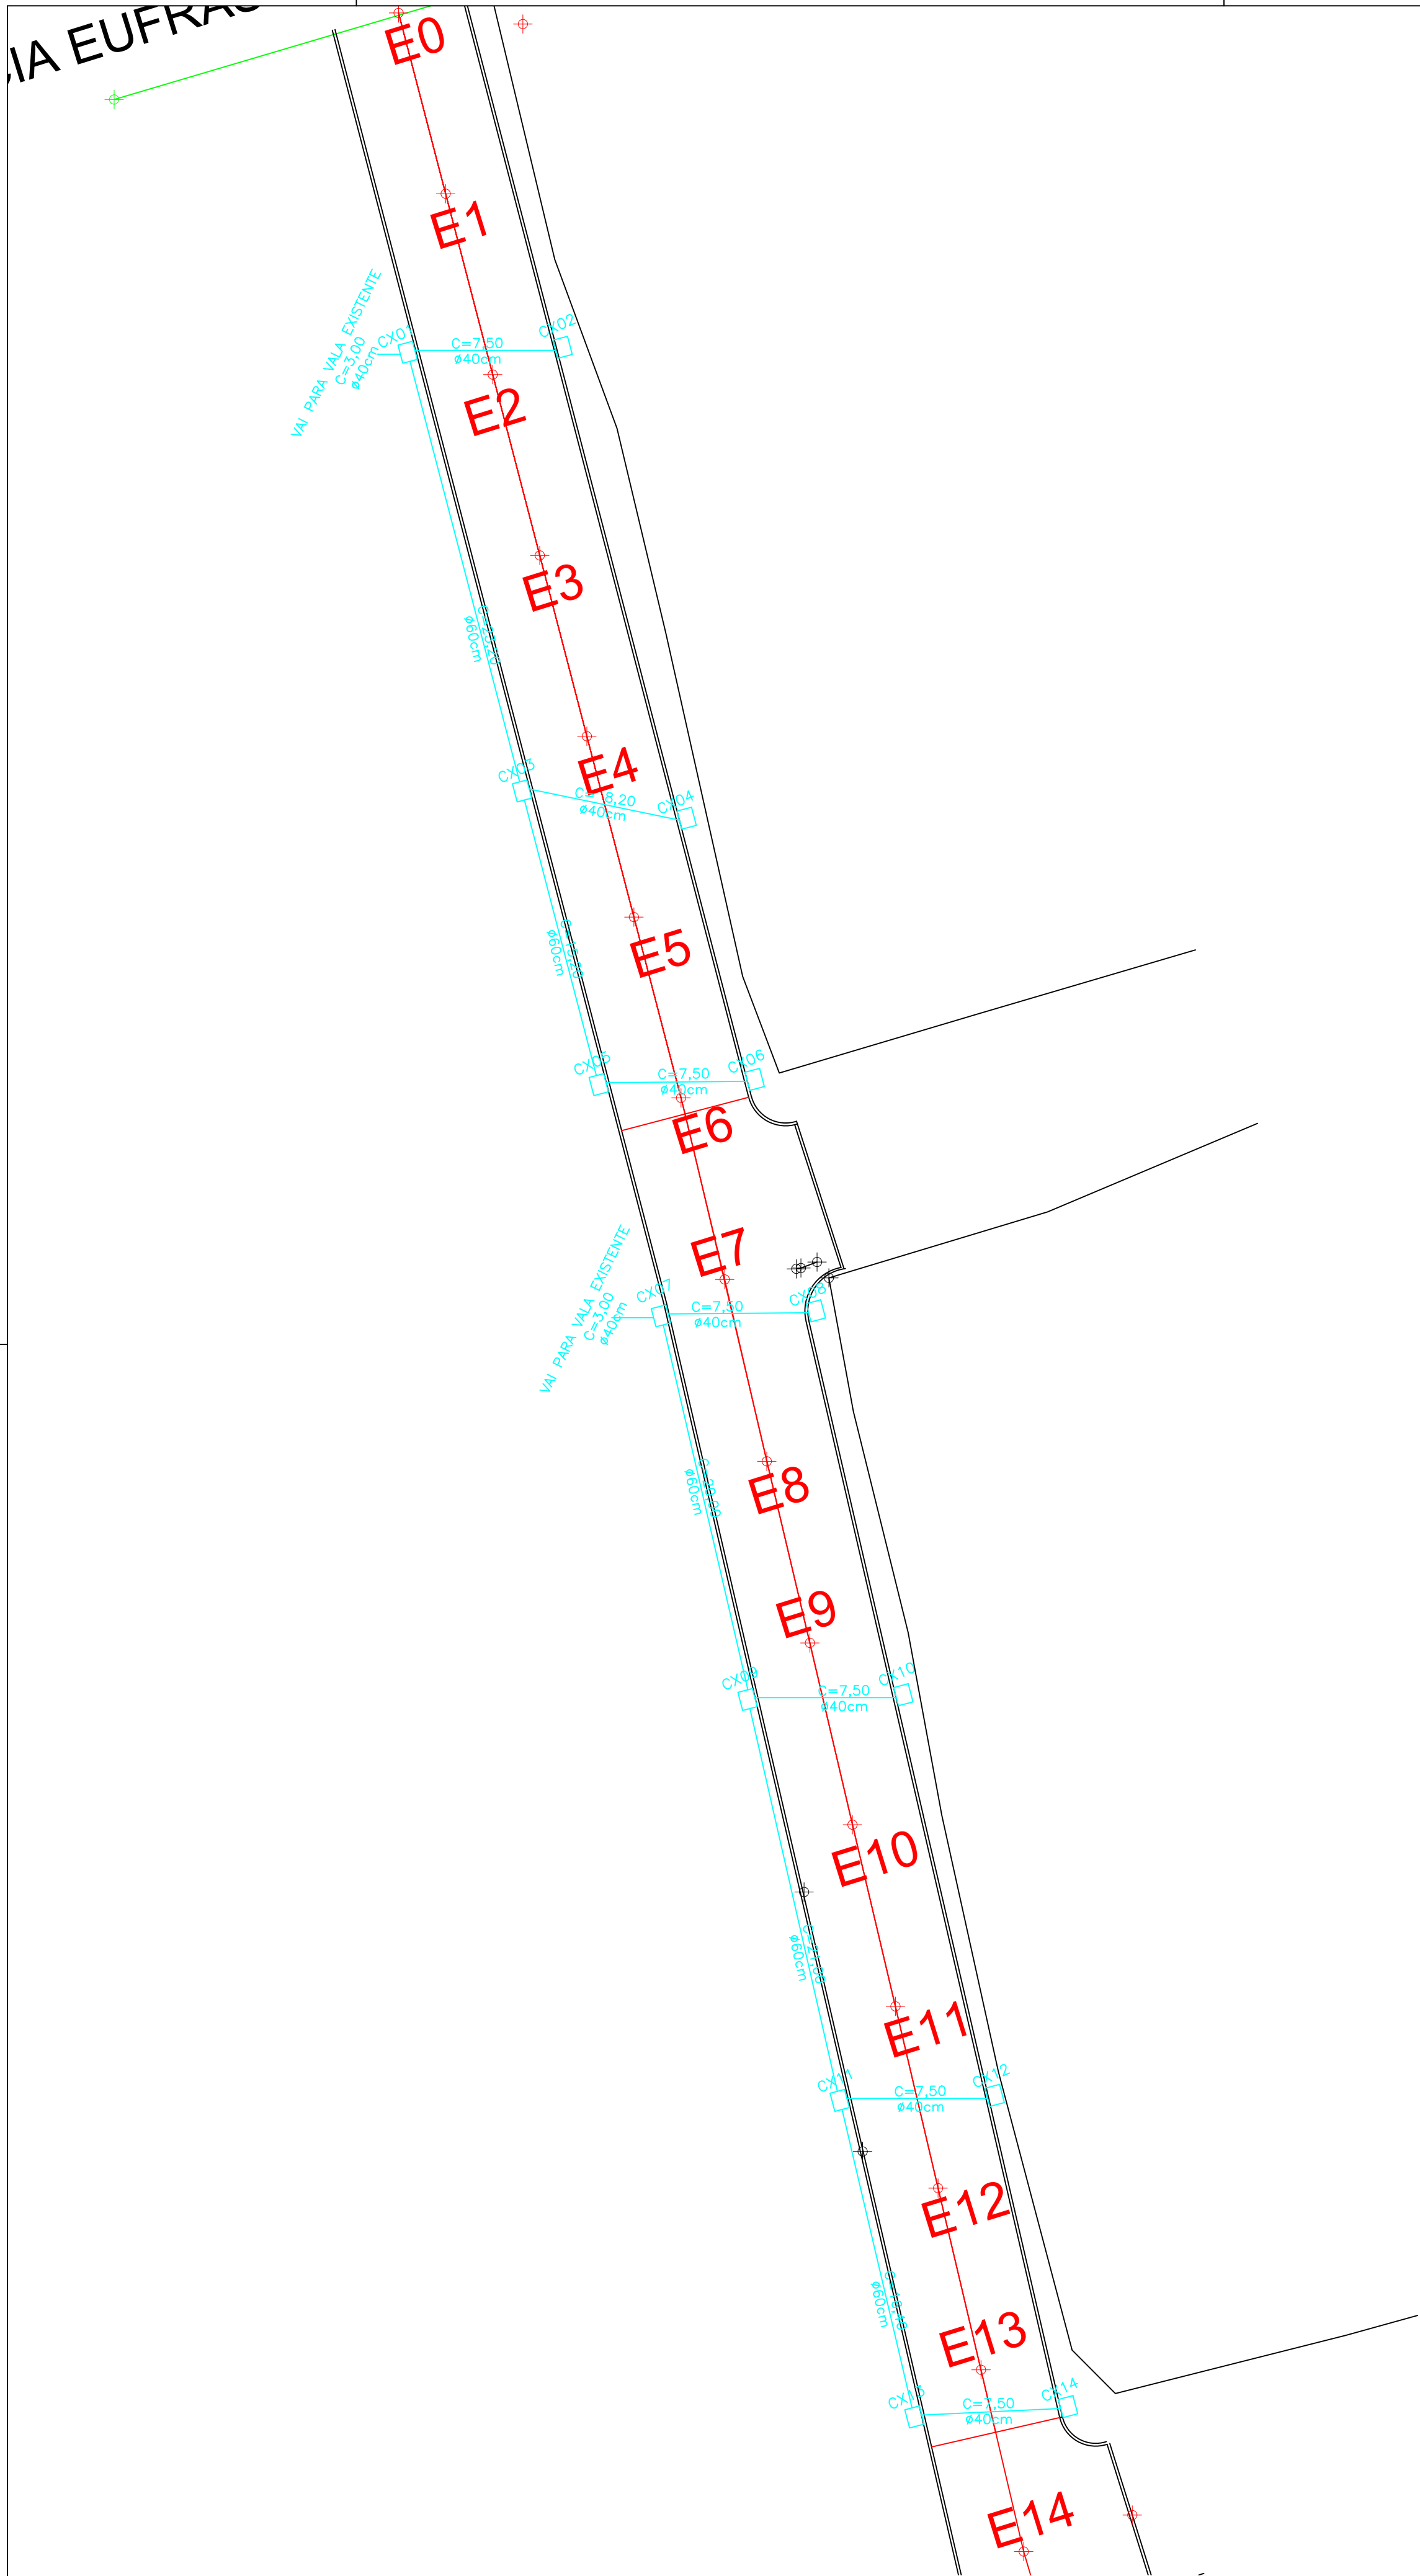 E0
E1
VAI PARA VALA EXISTENTE
C=3,00
ø40cm
CX01
C=7,50
ø40cm
CX02
E2
E3
ø60cm
CX03
E4
C= 8,20
ø40cm
CX04
E5
ø60cm
CX05
C=7,50
ø40cm
CX06
E6
E7
VAI PARA VALA EXISTENTE
C=3,00
ø40cm
CX07
C=7,50
ø40cm
CX08
E8
ø60cm
E9
CX09
C=7,50
ø40cm
CX10
E10
ø60cm
E11
CX11
C=7,50
ø40cm
CX12
E12
ø60cm
E13
CX13
C=7,50
ø40cm
CX14
E14